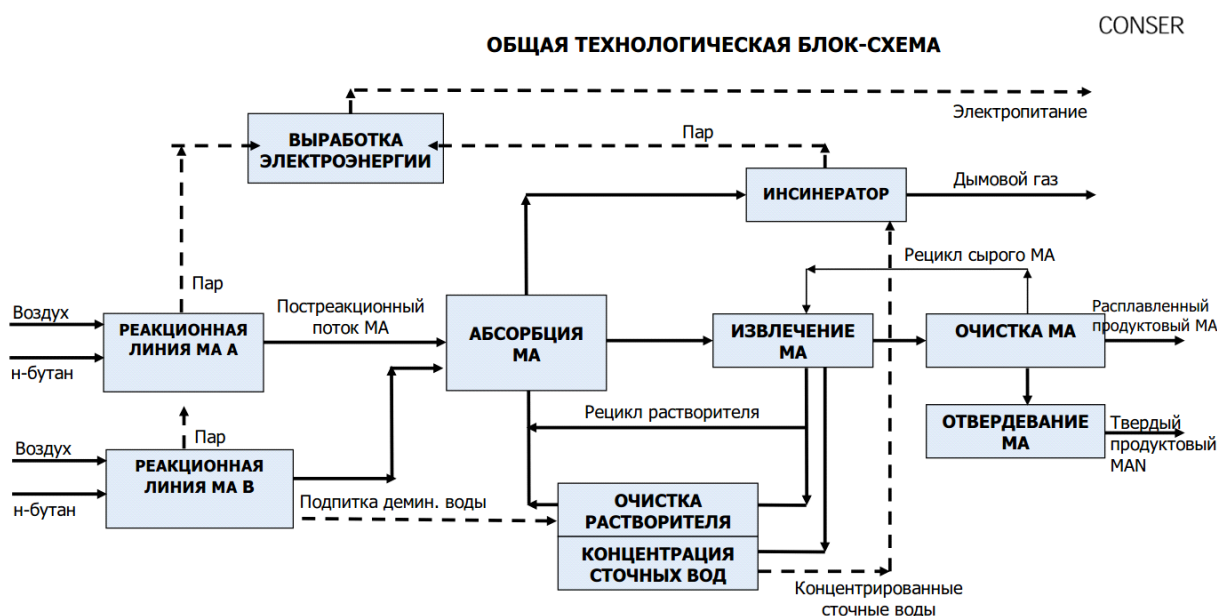 CONSER
ОБЩАЯ ТЕХНОЛОГИЧЕСКАЯ БЛОК-СХЕМА
Электропитание
ВЫРАБОТКА
ЭЛЕКТРОЭНЕРГИИ
Пар
ИНСИНЕРАТОР
Дымовой газ
Рецикл сырого МА
Пар
Воздух
РЕАКЦИОННАЯ
ЛИНИЯ МА А
н-бутан
Постреакционный
поток МА
АБСОРБЦИЯ
МА
ИЗВЛЕЧЕНИЕ
МА
ОЧИСТКА МА
Расплавленный
продуктовый МА
Рецикл растворителя
ОТВЕРДЕВАНИЕ
МА
Твердый
продуктовый
MAN
Пар
Воздух
РЕАКЦИОННАЯ
ЛИНИЯ МА В
н-бутан
Подпитка демин. воды
ОЧИСТКА
РАСТВОРИТЕЛЯ
КОНЦЕНТРАЦИЯ
СТОЧНЫХ ВОД
Концентрированные
сточные воды